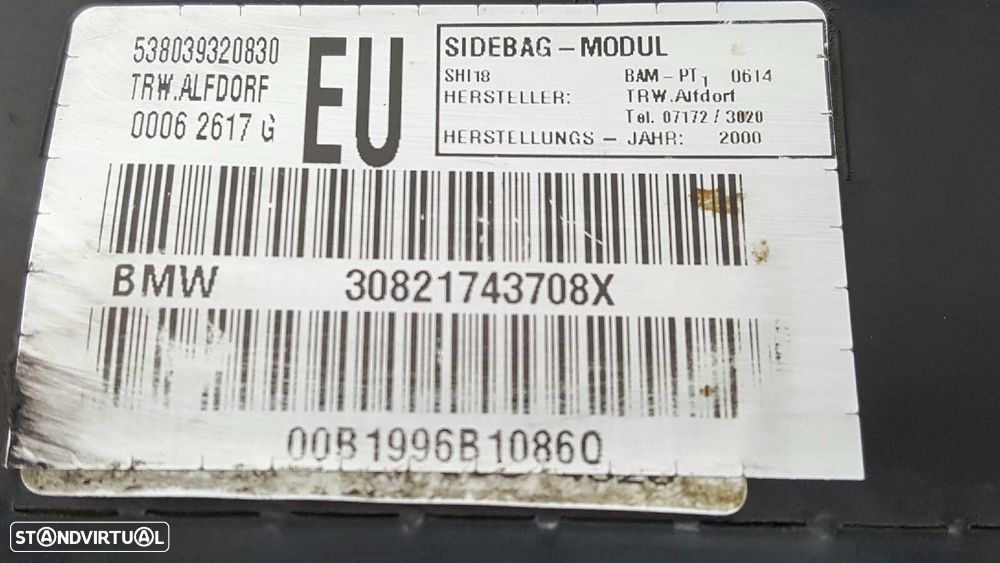 538039320830
TRW.ALFDORF
00062 2617 G
EU
SIDEBAG - MODUL
SHI18 BAM - PT1 0614
HERSTELLER: TRW.Alfdorf
Tel. 07172 / 3020
HERSTELLUNGS - JAHR: 2000
BMW 30821743708X
00B1996B10860
STANDVIRTUAL